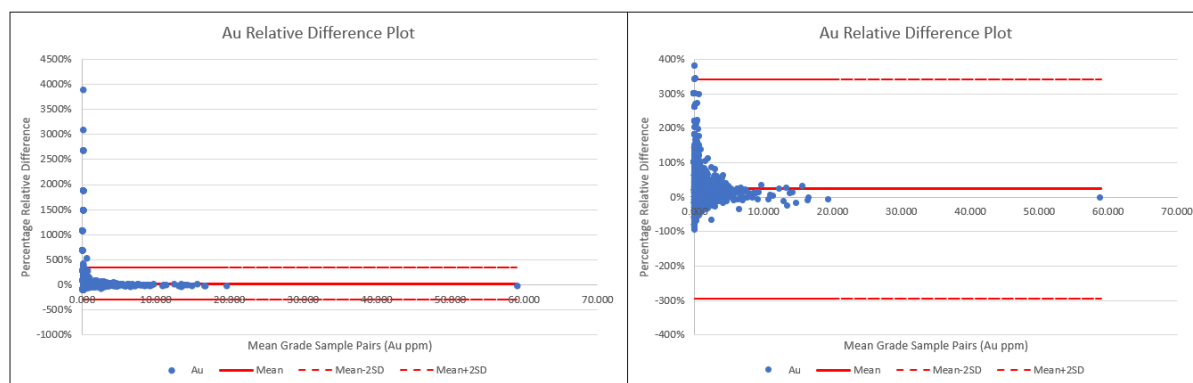 Au Relative Difference Plot
Percentage Relative Difference
4500%
4000%
3500%
3000%
2500%
2000%
1500%
1000%
500%
0%
-500%
-1000%
0.000 10.000 20.000 30.000 40.000 50.000 60.000 70.000
Mean Grade Sample Pairs (Au ppm)
Au Mean Mean-2SD Mean+2SD
Au Relative Difference Plot
Percentage Relative Difference
400%
300%
200%
100%
0%
-100%
-200%
-300%
-400%
0.000 10.000 20.000 30.000 40.000 50.000 60.000 70.000
Mean Grade Sample Pairs (Au ppm)
Au Mean Mean-2SD Mean+2SD